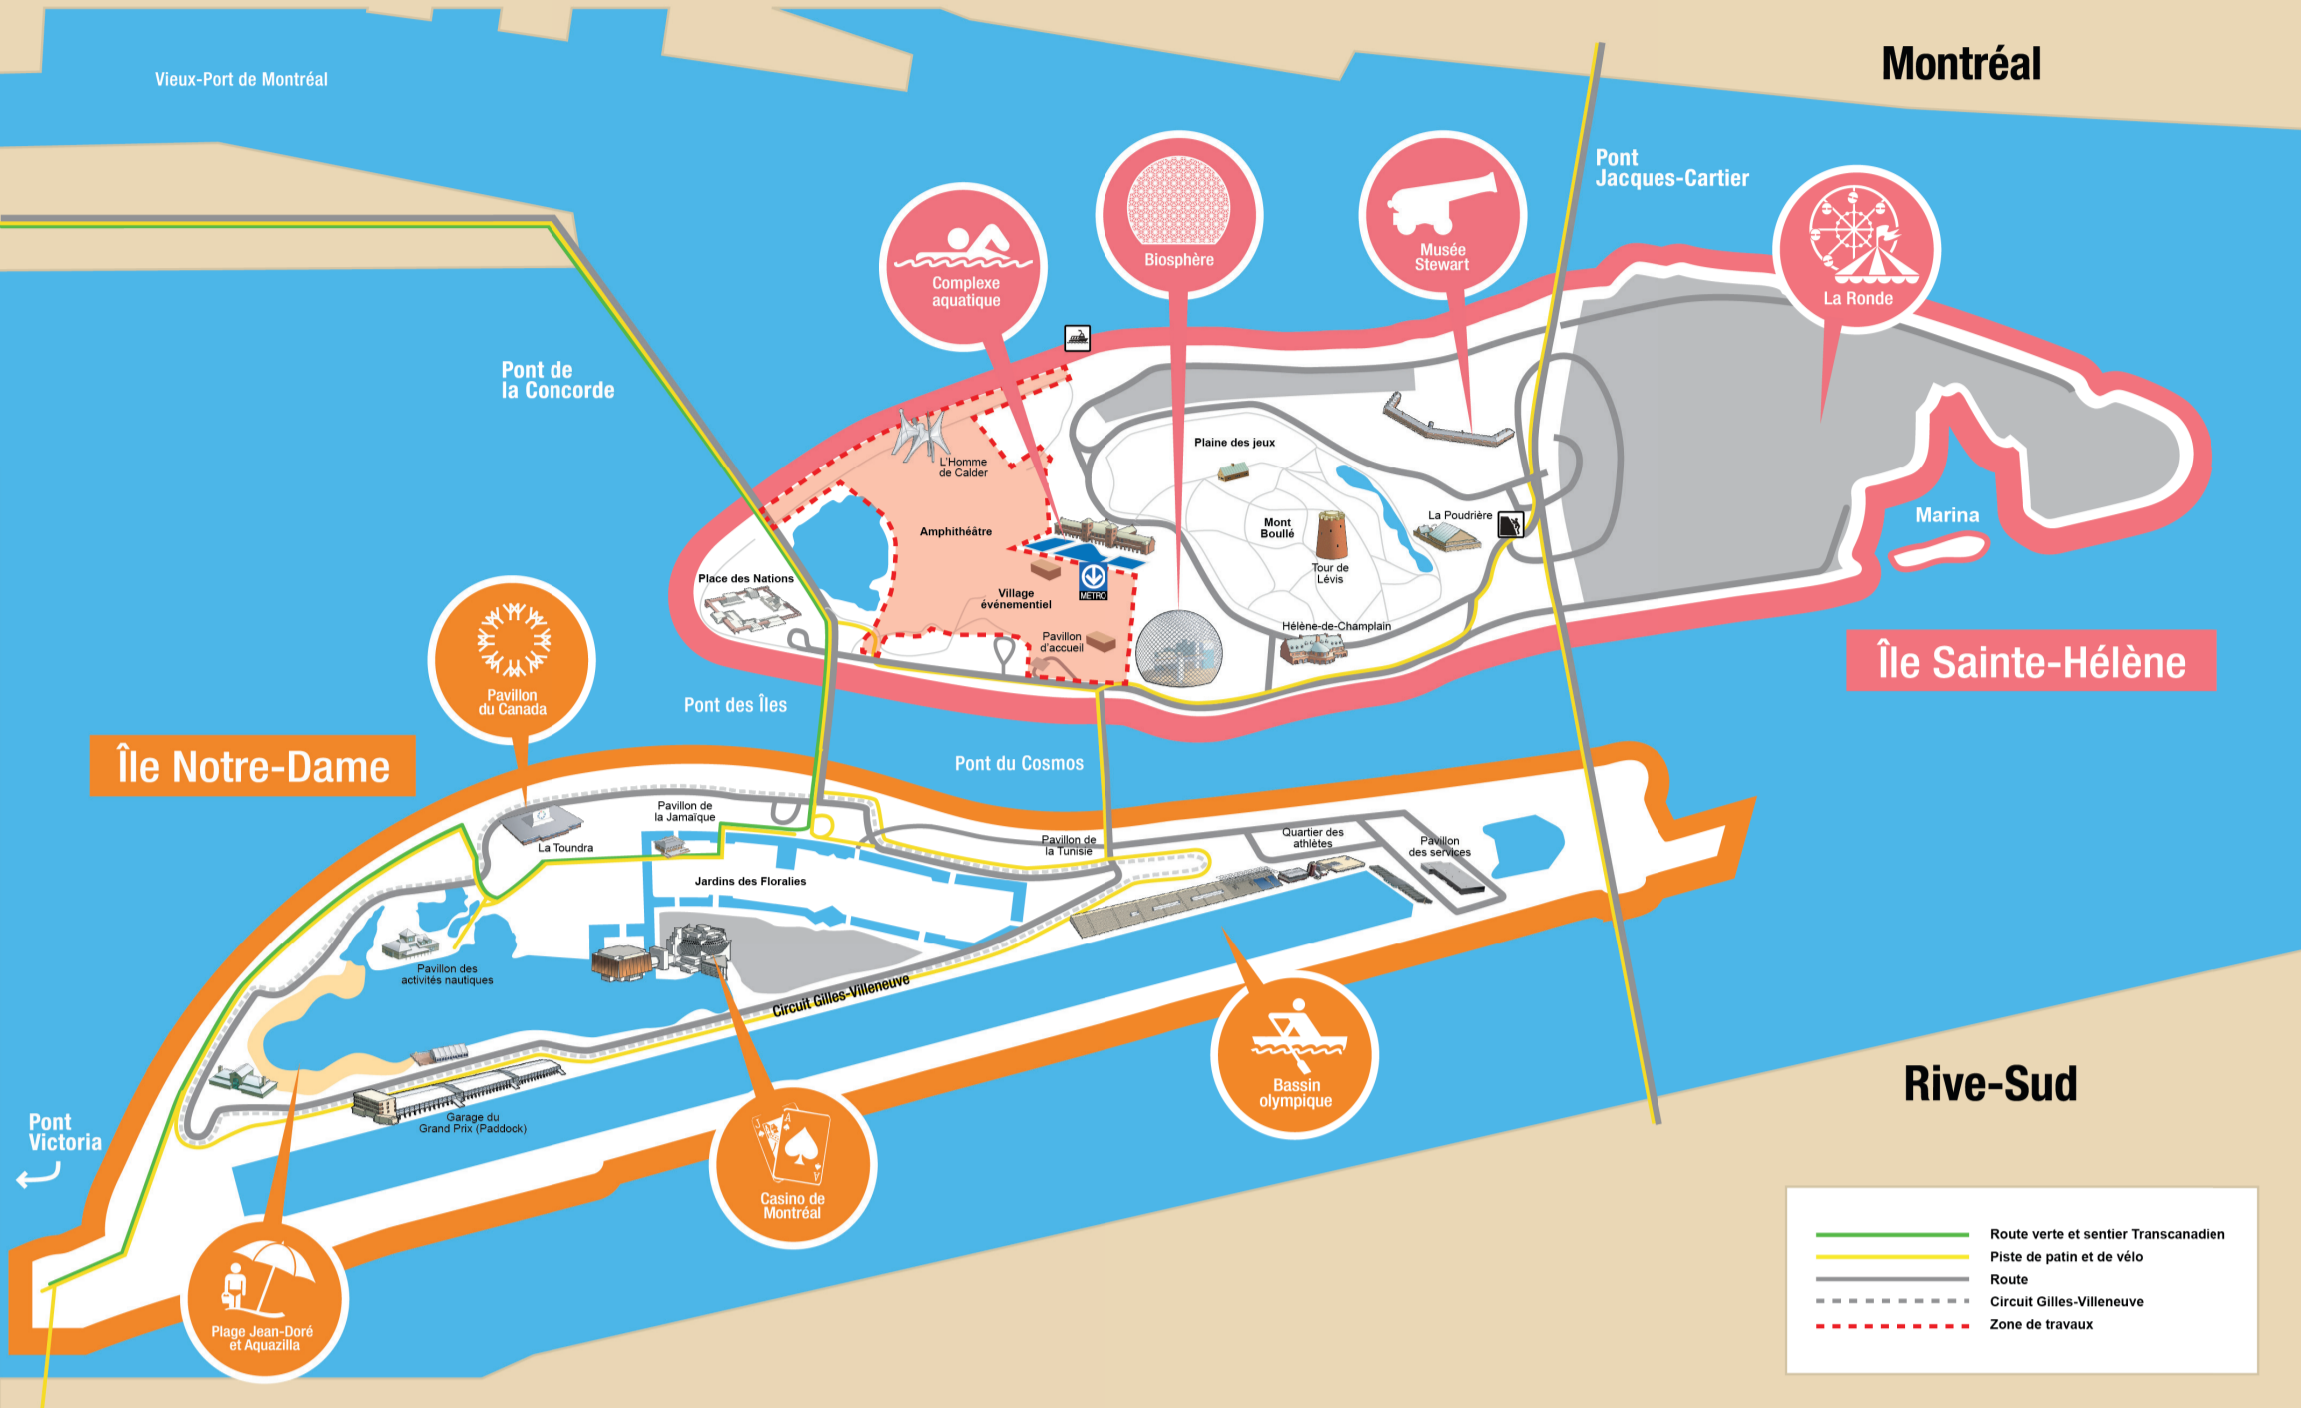 Montréal
Vieux-Port de Montréal
Pont
Jacques-Cartier
Complexe
aquatique
Biosphère
Musée
Stewart
La Ronde
Pont de
la Concorde
L'Homme
de Calder
Plaine des jeux
Amphithéâtre
Mont
Boullé
La Poudrière
Marina
Tour de
Lévis
Place des Nations
METRO
Village
événementiel
Pavillon
d'accueil
Hélène-de-Champlain
Île Sainte-Hélène
Pavillon
du Canada
Pont des Îles
Île Notre-Dame
Pont du Cosmos
Pavillon de
la Jamaïque
La Toundra
Pavillon de
la Tunisie
Quartier des
athlètes
Pavillon
des services
Jardins des Floralies
Pavillon des
activités nautiques
Circuit Gilles-Villeneuve
Bassin
olympique
Rive-Sud
Garage du
Grand Prix (Paddock)
Pont
Victoria
J
A
A
Casino de
Montréal
Plage Jean-Doré
et Aquazilla
Route verte et sentier Transcanadien
Piste de patin et de vélo
Route
Circuit Gilles-Villeneuve
Zone de travaux